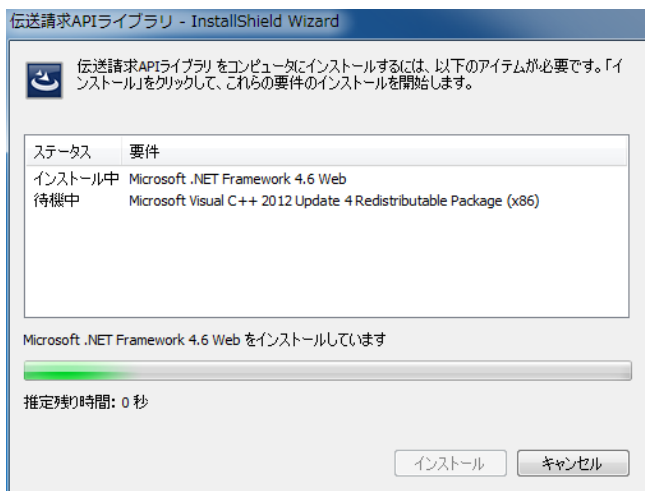 伝送請求APIライブラリ - InstallShield Wizard
伝送請求APIライブラリ をコンピュータにインストールするには、以下のアイテムが必要です。「イ
ンストール」をクリックして、これらの要件のインストールを開始します。
ステータス 要件
インストール中 Microsoft .NET Framework 4.6 Web
待機中 Microsoft Visual C++ 2012 Update 4 Redistributable Package (x86)
Microsoft .NET Framework 4.6 Web をインストールしています
推定残り時間: 0 秒
インストール キャンセル